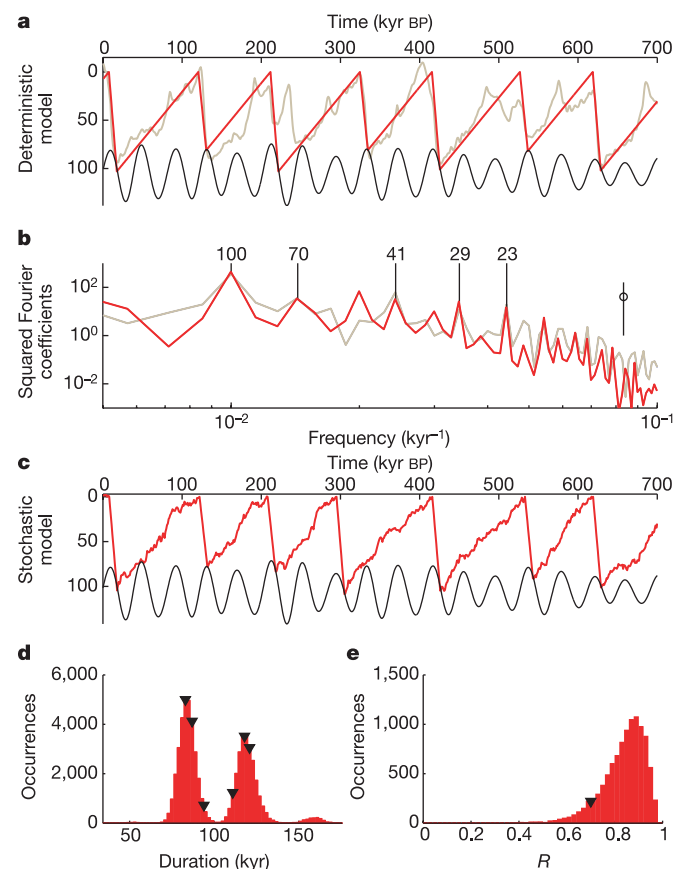 a
Time (kyr BP)
0 100 200 300 400 500 600 700
Deterministic
model
0
50
100
b
100 70 41 29 23
Squared Fourier
coefficients
10²
10⁰
10⁻²
10⁻² 10⁻¹
Frequency (kyr⁻¹)
c
Time (kyr BP)
0 100 200 300 400 500 600 700
Stochastic
model
0
50
100
d
Occurrences
6,000
4,000
2,000
0
50 100 150
Duration (kyr)
e
Occurrences
1,500
1,000
500
0
0 0.2 0.4 0.6 0.8 1
R